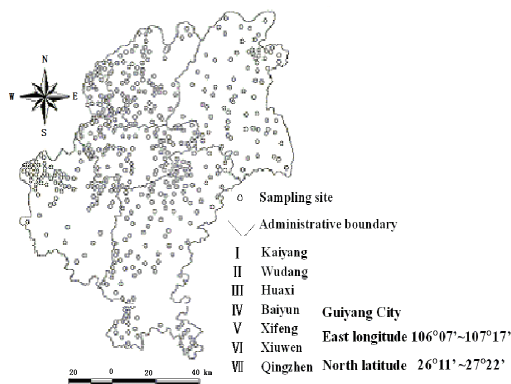 N
W E
S
Sampling site
Administrative boundary
I Kaiyang
II Wudang
III Huaxi
IV Baiyun Guiyang City
V Xifeng East longitude 106°07'~107°17'
VI Xiuwen
VII Qingzhen North latitude 26°11'~27°22'
20 0 20 40 km